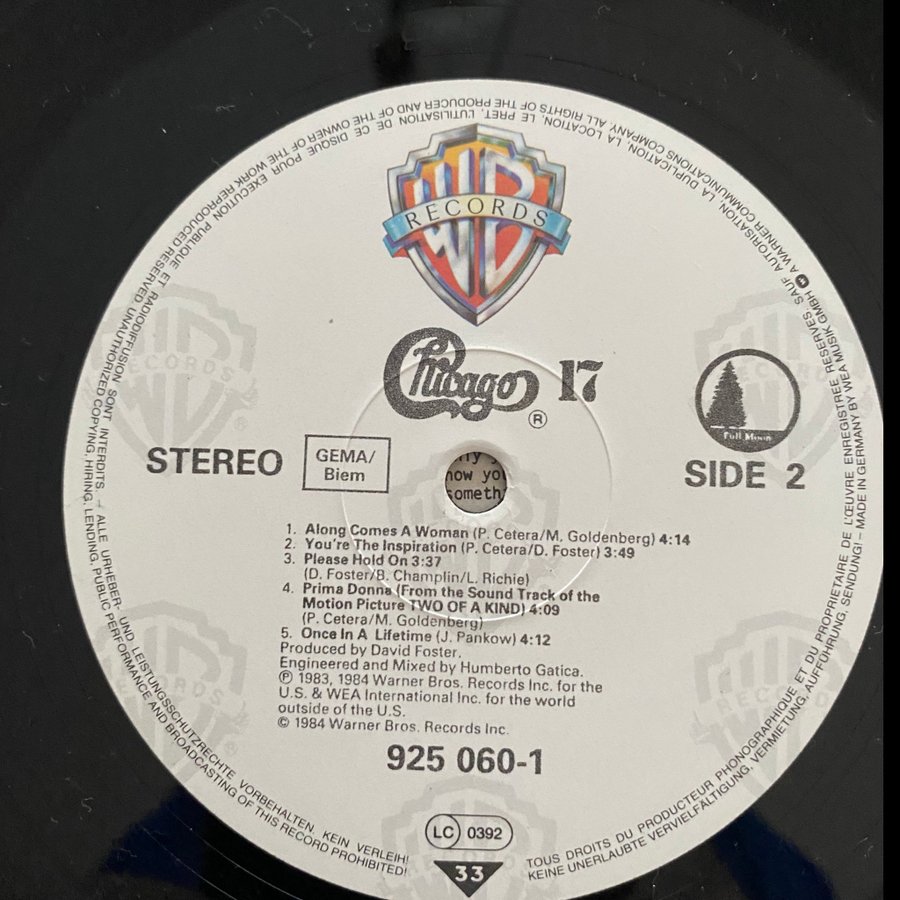 WB
RECORDS
Chicago 17
®
Full Moon
STEREO
GEMA/
Biem
SIDE 2
how you
someth
1. Along Comes A Woman (P. Cetera/M. Goldenberg) 4:14
2. You're The Inspiration (P. Cetera/D. Foster) 3:49
3. Please Hold On 3:37
(D. Foster/B. Champlin/L. Richie)
4. Prima Donna (From the Sound Track of the
Motion Picture TWO OF A KIND) 4:09
(P. Cetera/M. Goldenberg)
5. Once In A Lifetime (J. Pankow) 4:12
Produced by David Foster.
Engineered and Mixed by Humberto Gatica.
℗ 1983, 1984 Warner Bros. Records Inc. for the
U.S. & WEA International Inc. for the world
outside of the U.S.
© 1984 Warner Bros. Records Inc.
925 060-1
LC 0392
33
TOUS DROITS DU PRODUCTEUR PHONOGRAPHIQUE ET DU PROPRIETAIRE DE L'ŒUVRE ENREGISTREE RESERVES. SAUF AUTORISATION, LA DUPLICATION, LA LOCATION, LE PRET, L'UTILISATION DE CE DISQUE POUR EXECUTION PUBLIQUE ET RADIODIFFUSION SONT INTERDITS. – ALLE URHEBER- UND LEISTUNGSSCHUTZRECHTE VORBEHALTEN. KEIN VERLEIH!
KEINE UNERLAUBTE VERVIELFÄLTIGUNG, VERMIETUNG, AUFFÜHRUNG, SENDUNG! – MADE IN GERMANY BY WEA MUSIK GMBH A WARNER COMMUNICATIONS COMPANY. ALL RIGHTS OF THE PRODUCER AND OF THE OWNER OF THE WORK REPRODUCED RESERVED. UNAUTHORIZED COPYING, HIRING, LENDING, PUBLIC PERFORMANCE AND BROADCASTING OF THIS RECORD PROHIBITED!